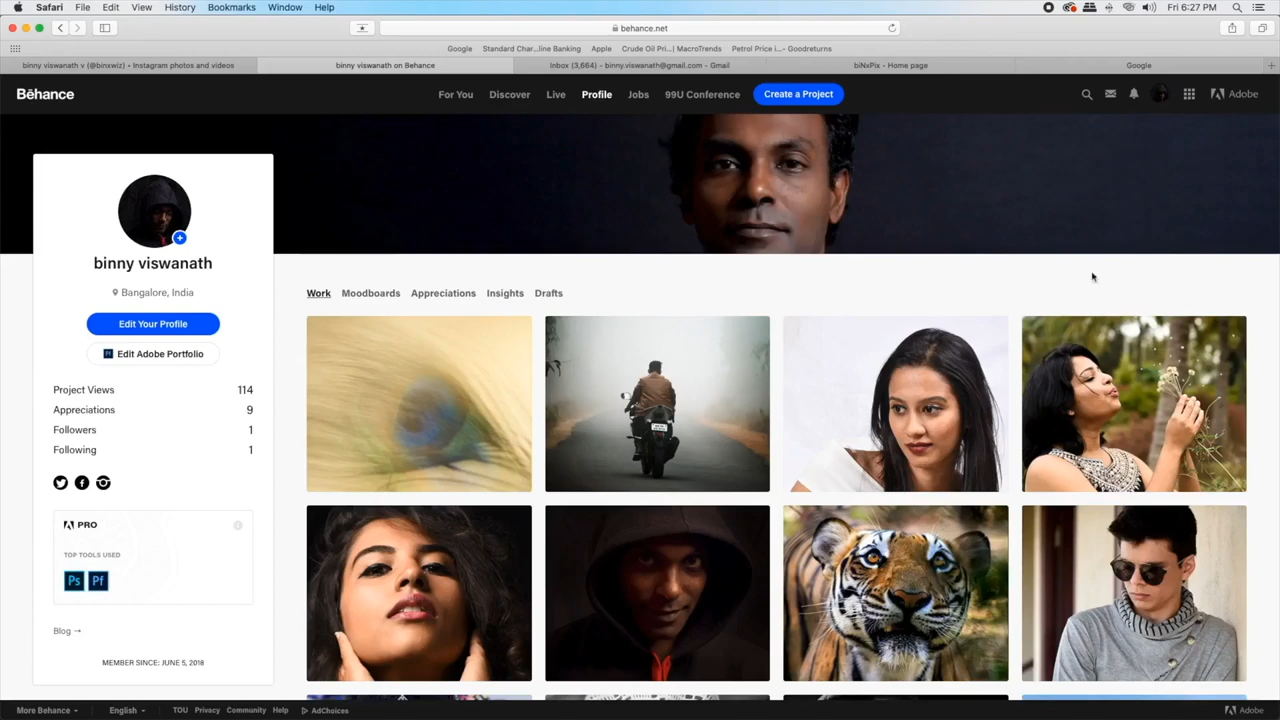 Safari File Edit View History Bookmarks Window Help Fri 6:27 PM
behance.net
Google Standard Char...line Banking Apple Crude Oil Pri...| MacroTrends Petrol Price i... - Goodreturns
binny viswanath v (@binxwiz) • Instagram photos and videos binny viswanath on Behance Inbox (3,664) - binny.viswanath@gmail.com - Gmail biNxPix - Home page Google
Bēhance For You Discover Live Profile Jobs 99U Conference Create a Project Adobe
binny viswanath
Bangalore, India
Edit Your Profile
Pf Edit Adobe Portfolio
Project Views 114
Appreciations 9
Followers 1
Following 1
PRO
TOP TOOLS USED
Ps Pf
Blog →
MEMBER SINCE: JUNE 5, 2018
Work Moodboards Appreciations Insights Drafts
More Behance English TOU Privacy Community Help AdChoices Adobe